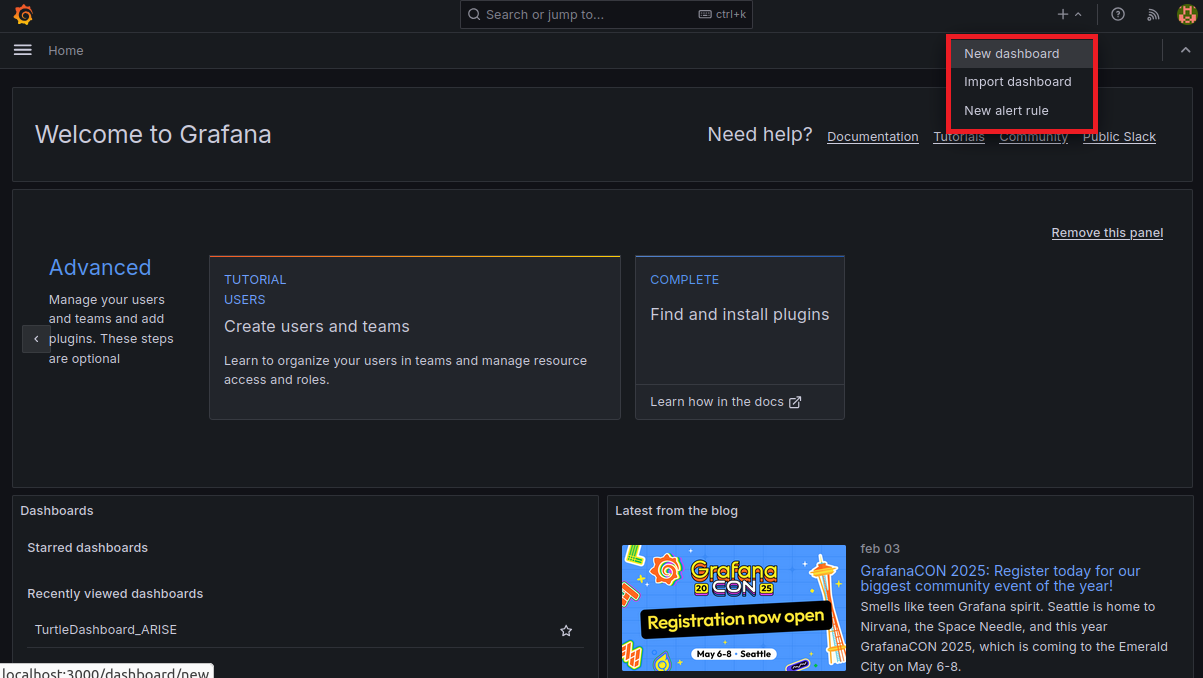 Search or jump to...
ctrl+k
Home
New dashboard
Import dashboard
New alert rule
Welcome to Grafana
Need help?
Documentation
Tutorials
Community
Public Slack
Remove this panel
Advanced
Manage your users
and teams and add
plugins. These steps
are optional
TUTORIAL
USERS
Create users and teams
Learn to organize your users in teams and manage resource
access and roles.
COMPLETE
Find and install plugins
Learn how in the docs
Dashboards
Starred dashboards
Recently viewed dashboards
TurtleDashboard_ARISE
Latest from the blog
Grafana
20 CON 25
Registration now open
May 6-8 • Seattle
feb 03
GrafanaCON 2025: Register today for our
biggest community event of the year!
Smells like teen Grafana spirit. Seattle is home to
Nirvana, the Space Needle, and this year
GrafanaCON 2025, which is coming to the Emerald
City on May 6-8.
localhost:3000/dashboard/new